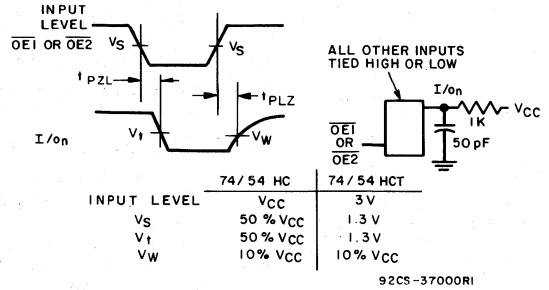 INPUT
LEVEL
OE1 OR OE2
VS
VS
tPZL
tPLZ
I/on
Vt
VW
ALL OTHER INPUTS
TIED HIGH OR LOW
I/on
VCC
1K
50 pF
OE1
OR
OE2
74/54 HC 74/54 HCT
INPUT LEVEL VCC 3V
VS 50 % VCC 1.3 V
Vt 50 % VCC 1.3 V
VW 10% VCC 10% VCC
92CS-37000R1